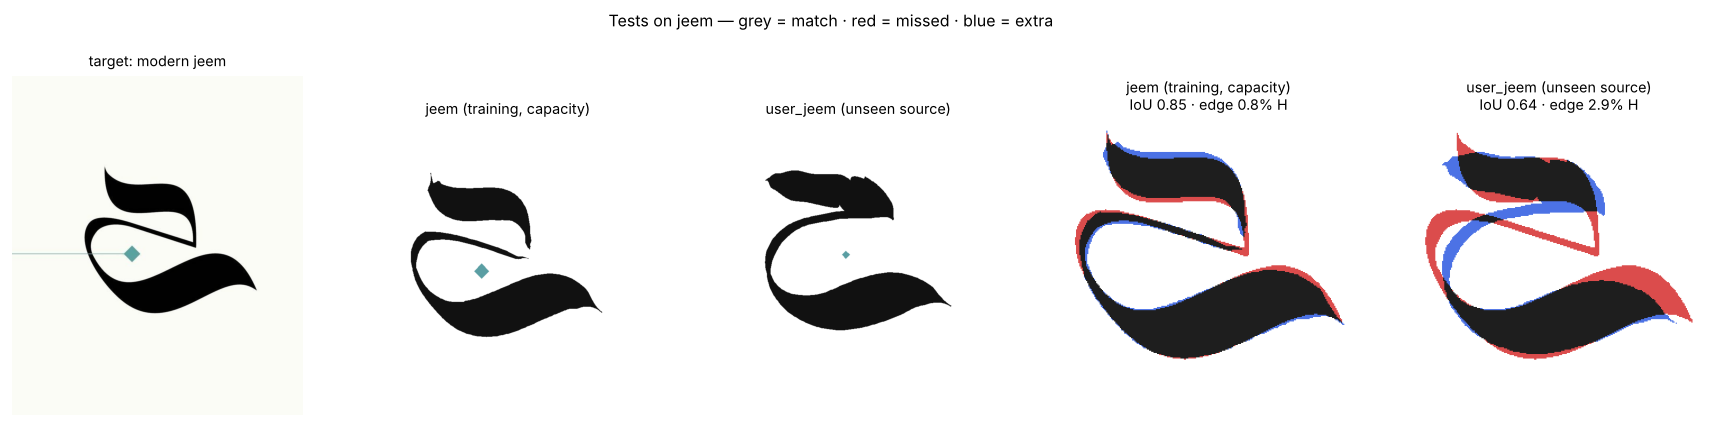 Tests on jeem — grey = match · red = missed · blue = extra
target: modern jeem
jeem (training, capacity)
user_jeem (unseen source)
jeem (training, capacity)
IoU 0.85 · edge 0.8% H
user_jeem (unseen source)
IoU 0.64 · edge 2.9% H